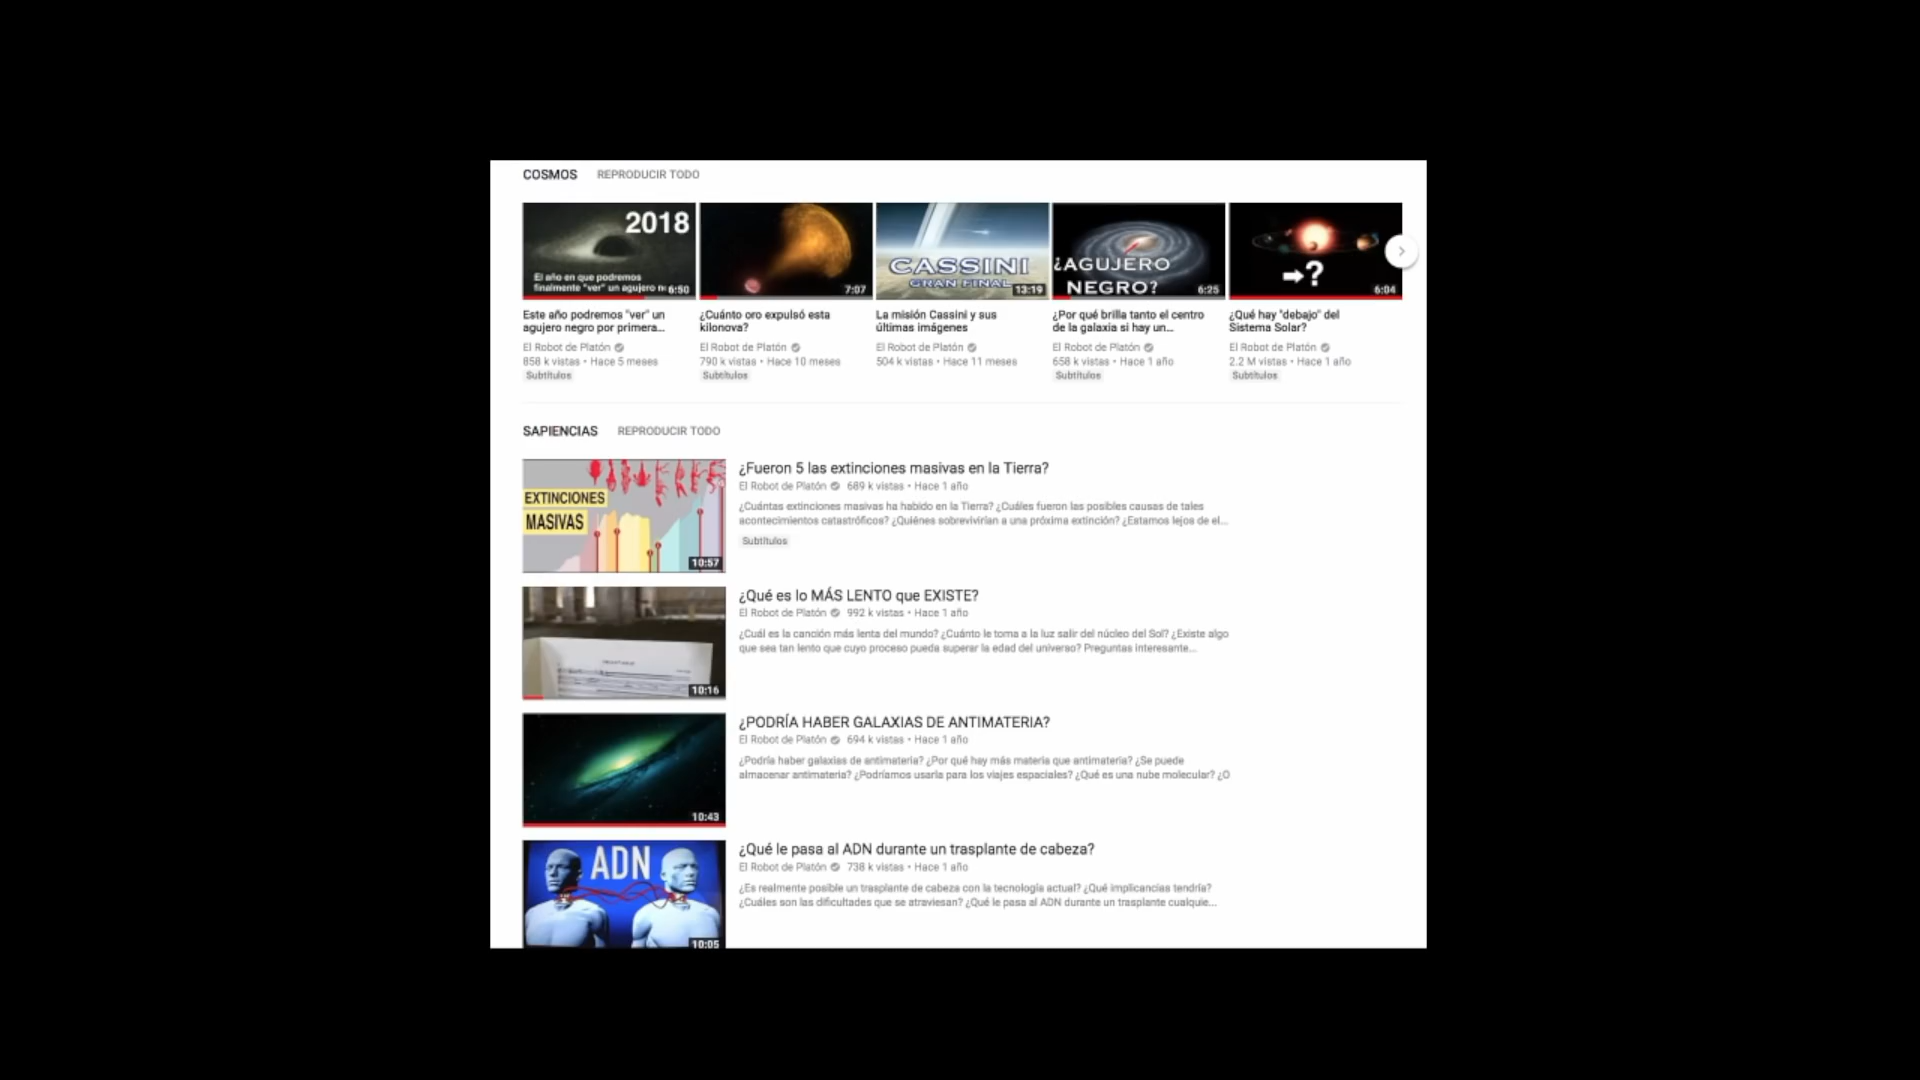 COSMOS REPRODUCIR TODO
2018
El año en que podremos
finalmente "ver" un agujero
6:50
7:07
CASSINI
GRAN FINAL
13:19
¿AGUJERO
NEGRO?
6:25
?
6:04
Este año podremos "ver" un
agujero negro por primera...
El Robot de Platón
858 k vistas • Hace 5 meses
Subtítulos
¿Cuánto oro expulsó esta
kilonova?
El Robot de Platón
790 k vistas • Hace 10 meses
Subtítulos
La misión Cassini y sus
últimas imágenes
El Robot de Platón
504 k vistas • Hace 11 meses
¿Por qué brilla tanto el centro
de la galaxia si hay un...
El Robot de Platón
658 k vistas • Hace 1 año
Subtítulos
¿Qué hay "debajo" del
Sistema Solar?
El Robot de Platón
2.2 M vistas • Hace 1 año
Subtítulos
SAPIENCIAS REPRODUCIR TODO
EXTINCIONES
MASIVAS
10:57
¿Fueron 5 las extinciones masivas en la Tierra?
El Robot de Platón 689 k vistas • Hace 1 año
¿Cuántas extinciones masivas ha habido en la Tierra? ¿Cuáles fueron las posibles causas de tales
acontecimientos catastróficos? ¿Quiénes sobrevivirían a una próxima extinción? ¿Estamos lejos de el...
Subtítulos
10:16
¿Qué es lo MÁS LENTO que EXISTE?
El Robot de Platón 992 k vistas • Hace 1 año
¿Cuál es la canción más lenta del mundo? ¿Cuánto le toma a la luz salir del núcleo del Sol? ¿Existe algo
que sea tan lento que cuyo proceso pueda superar la edad del universo? Preguntas interesante...
10:43
¿PODRÍA HABER GALAXIAS DE ANTIMATERIA?
El Robot de Platón 694 k vistas • Hace 1 año
¿Podría haber galaxias de antimateria? ¿Por qué hay más materia que antimateria? ¿Se puede
almacenar antimateria? ¿Podríamos usarla para los viajes espaciales? ¿Qué es una nube molecular? ¿O
ADN
10:05
¿Qué le pasa al ADN durante un trasplante de cabeza?
El Robot de Platón 738 k vistas • Hace 1 año
¿Es realmente posible un trasplante de cabeza con la tecnología actual? ¿Qué implicancias tendría?
¿Cuáles son las dificultades que se atraviesan? ¿Qué le pasa al ADN durante un trasplante cualquie...